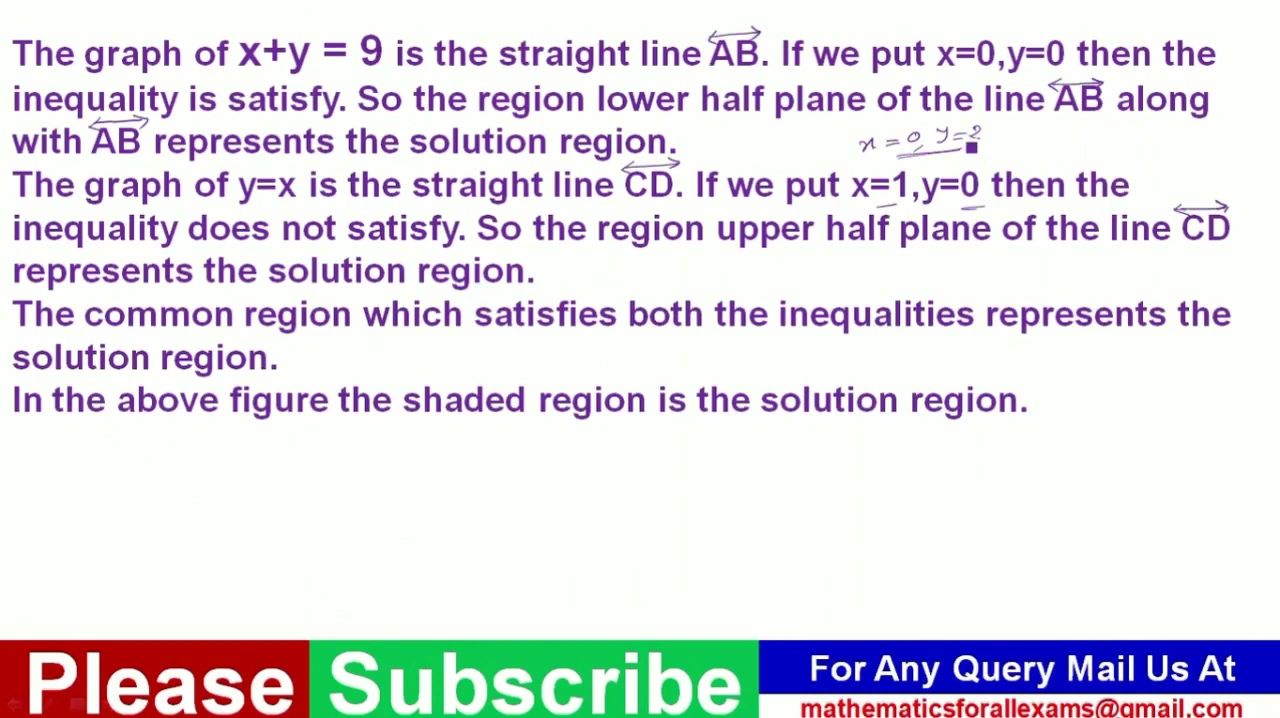 The graph of x+y = 9 is the straight line AB. If we put x=0,y=0 then the
inequality is satisfy. So the region lower half plane of the line AB along
with AB represents the solution region.
x = 0, y = 2
The graph of y=x is the straight line CD. If we put x=1,y=0 then the
inequality does not satisfy. So the region upper half plane of the line CD
represents the solution region.
The common region which satisfies both the inequalities represents the
solution region.
In the above figure the shaded region is the solution region.
Please Subscribe
For Any Query Mail Us At
mathematicsforallexams@gmail.com